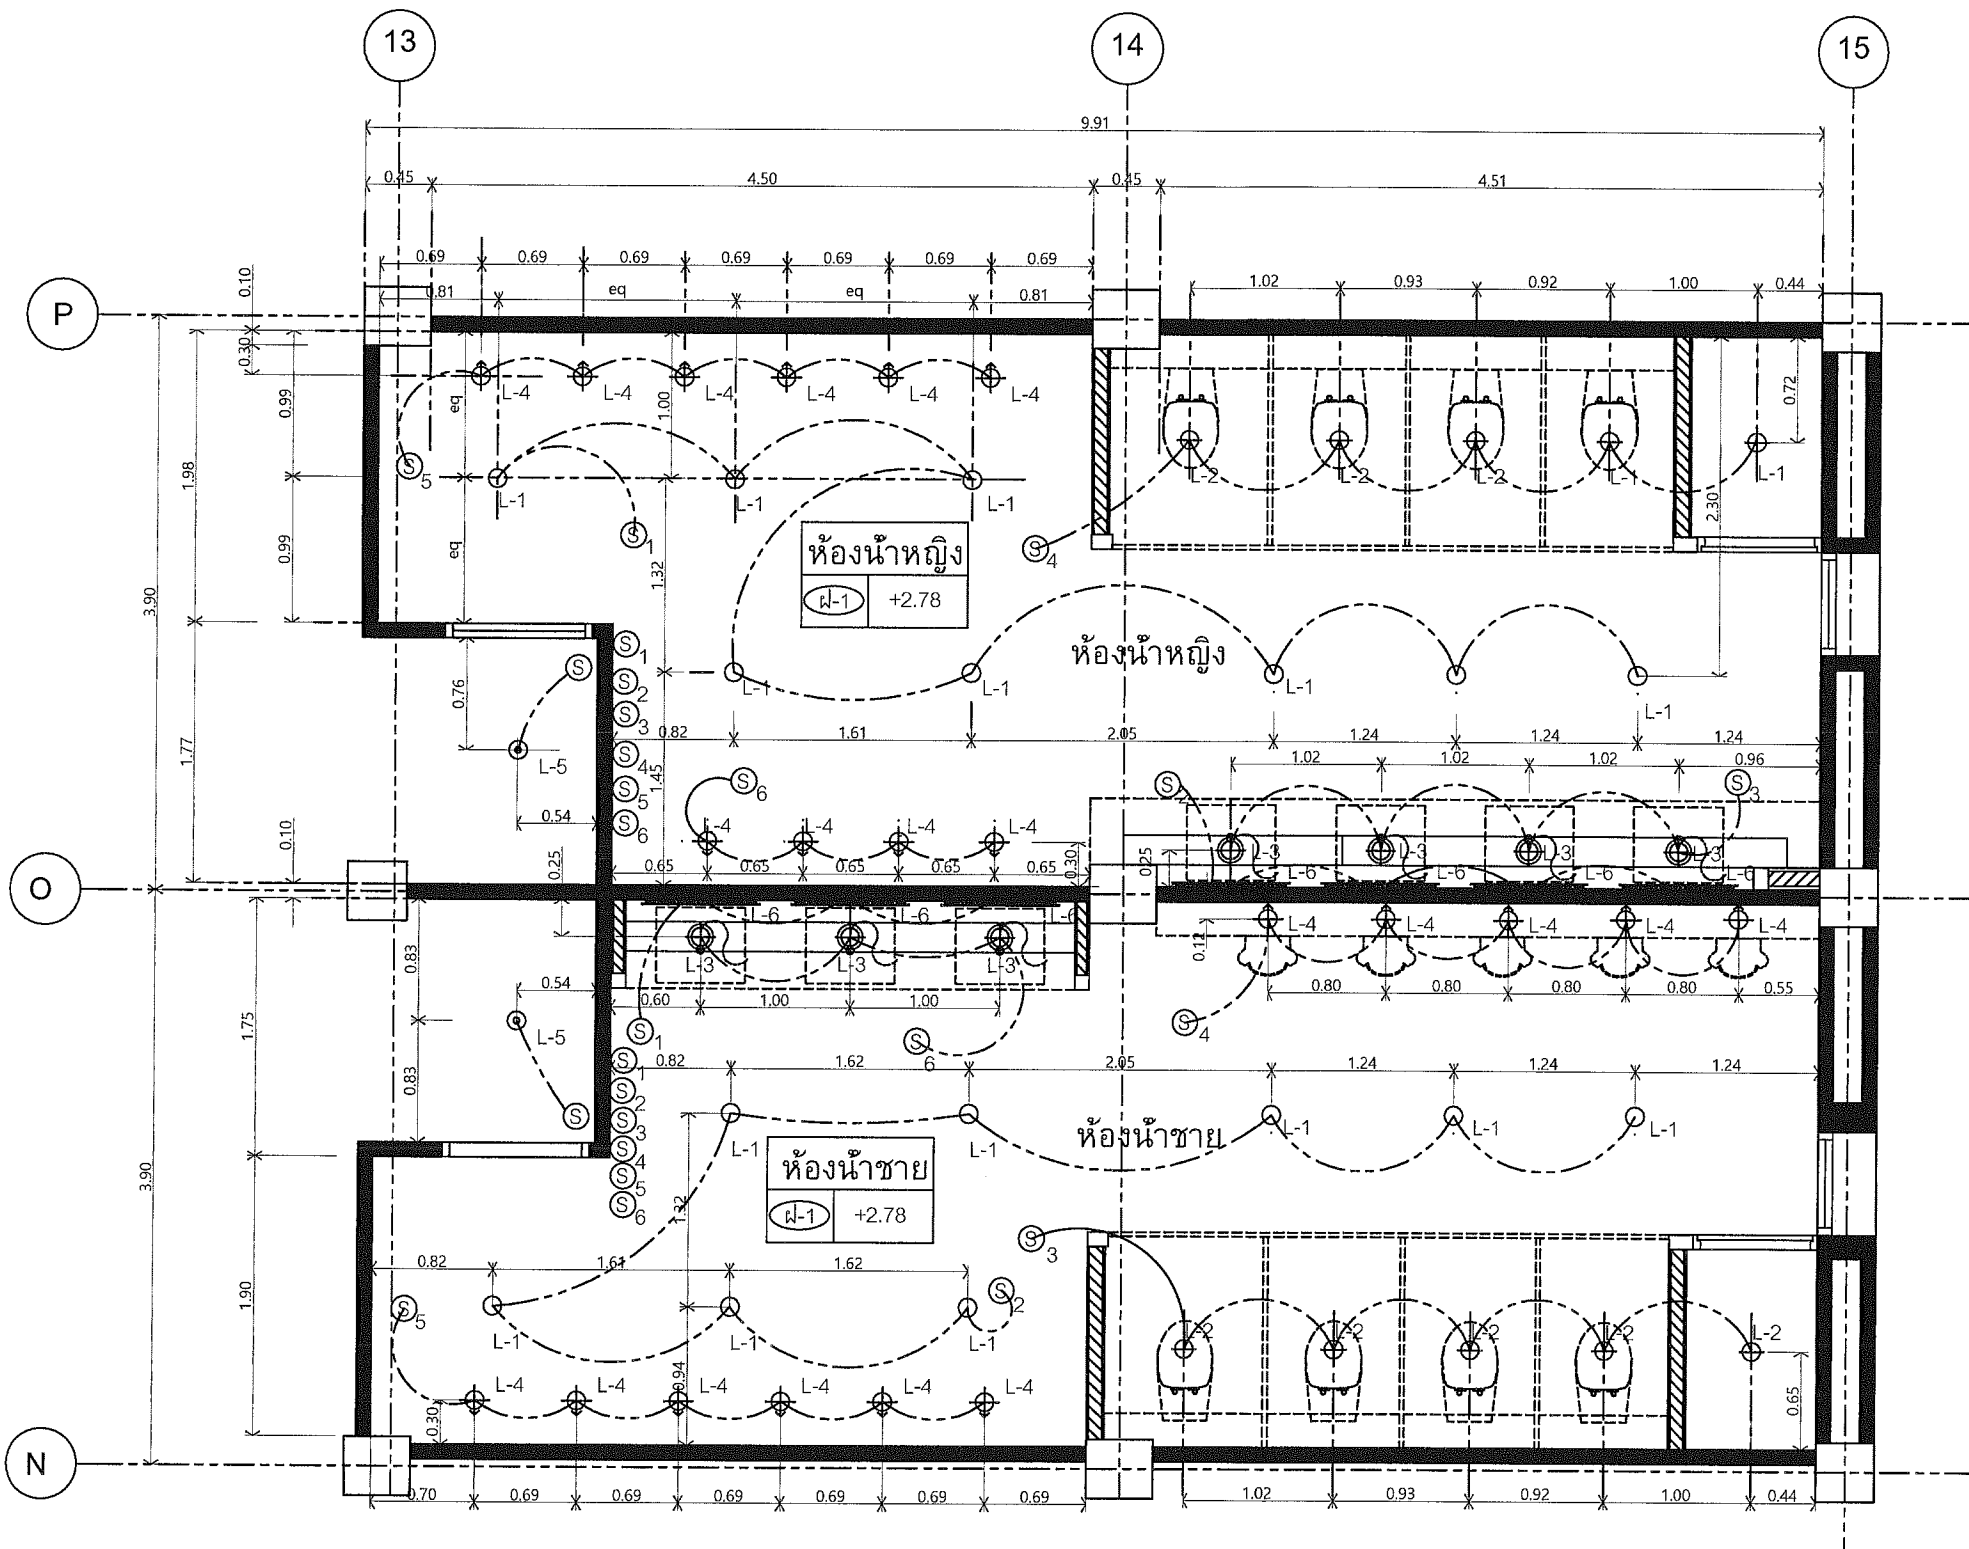 13
14
15
9.91
0.45
4.50
0.45
4.51
0.69
0.69
0.69
0.69
0.69
0.69
0.69
0.10
0.81
eq
eq
0.81
1.02
0.93
0.92
1.00
0.44
P
0.30
L-4
L-4
L-4
L-4
L-4
L-4
0.99
eq
1.00
0.72
1.98
S5
L-1
L-1
L-1
L-2
L-2
L-2
L-1
L-1
2.30
S1
S4
0.99
eq
1.32
ห้องน้ำหญิง
ฝ-1
+2.78
3.90
S1
S
S2
S3
ห้องน้ำหญิง
L-1
L-1
L-1
L-1
0.76
0.82
1.61
2.05
1.24
1.24
1.24
1.77
L-5
S4
S5
S6
1.45
S6
1.02
1.02
1.02
0.96
S2
S3
0.54
0.10
0.25
L-4
L-4
L-4
L-4
0.65
0.65
0.65
0.65
0.65
0.30
0.25
L-3
L-3
L-3
L-3
L-6
L-6
L-6
L-6
O
L-6
L-6
L-6
L-4
L-4
L-4
L-4
L-4
0.12
L-3
L-3
L-3
0.83
0.54
0.60
1.00
1.00
0.80
0.80
0.80
0.80
0.55
1.75
L-5
S1
S6
S4
0.83
S
S1
S2
S3
S4
S5
S6
0.82
1.62
2.05
1.24
1.24
1.24
L-1
L-1
L-1
L-1
L-1
ห้องน้ำชาย
ห้องน้ำชาย
ฝ-1
+2.78
3.90
1.32
S3
0.82
1.61
1.62
1.90
S5
S2
L-1
L-1
L-1
L-2
L-2
L-2
L-2
L-2
0.94
L-4
L-4
L-4
L-4
L-4
L-4
0.30
0.65
N
0.70
0.69
0.69
0.69
0.69
0.69
0.69
1.02
0.93
0.92
1.00
0.44